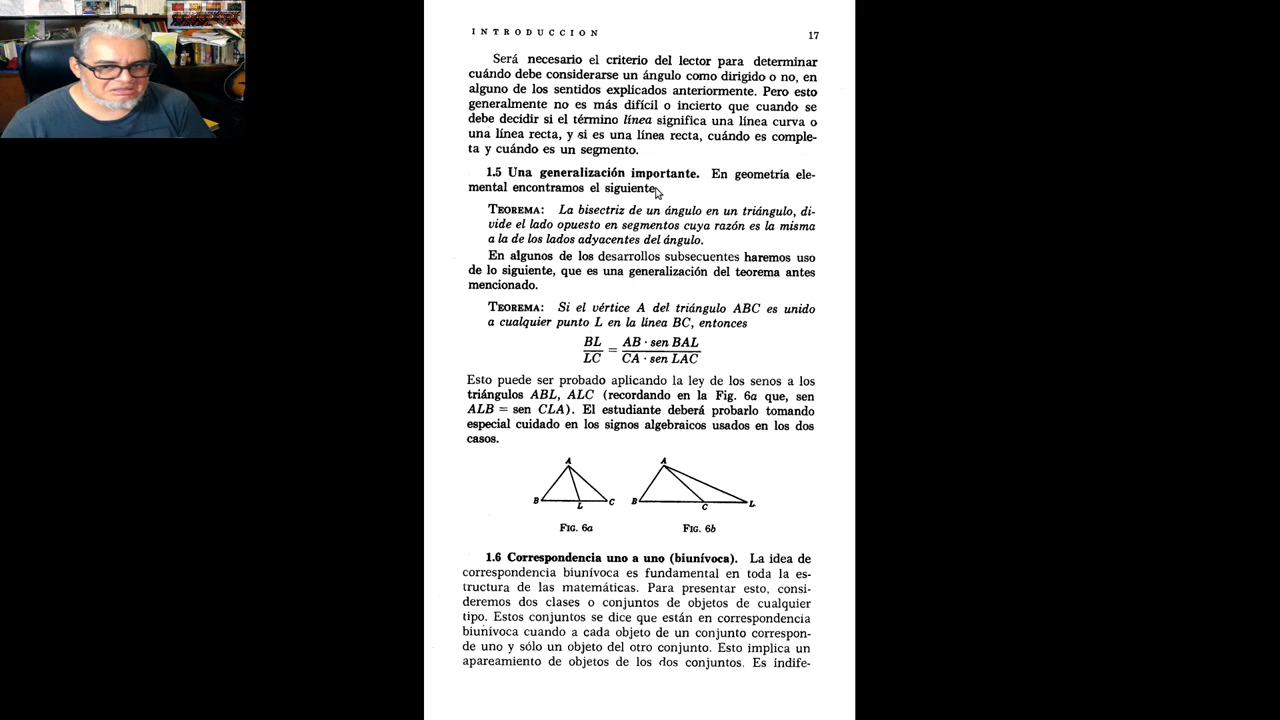 INTRODUCCION 17
Será necesario el criterio del lector para determinar
cuándo debe considerarse un ángulo como dirigido o no, en
alguno de los sentidos explicados anteriormente. Pero esto
generalmente no es más difícil o incierto que cuando se
debe decidir si el término línea significa una línea curva o
una línea recta, y si es una línea recta, cuándo es comple-
ta y cuándo es un segmento.
1.5 Una generalización importante. En geometría ele-
mental encontramos el siguiente
TEOREMA: La bisectriz de un ángulo en un triángulo, di-
vide el lado opuesto en segmentos cuya razón es la misma
a la de los lados adyacentes del ángulo.
En algunos de los desarrollos subsecuentes haremos uso
de lo siguiente, que es una generalización del teorema antes
mencionado.
TEOREMA: Si el vértice A del triángulo ABC es unido
a cualquier punto L en la línea BC, entonces
BL/LC = AB · sen BAL/CA · sen LAC
Esto puede ser probado aplicando la ley de los senos a los
triángulos ABL, ALC (recordando en la Fig. 6a que, sen
ALB = sen CLA). El estudiante deberá probarlo tomando
especial cuidado en los signos algebraicos usados en los dos
casos.
A A
B L C B C L
FIG. 6a FIG. 6b
1.6 Correspondencia uno a uno (biunívoca). La idea de
correspondencia biunívoca es fundamental en toda la es-
tructura de las matemáticas. Para presentar esto, consi-
deremos dos clases o conjuntos de objetos de cualquier
tipo. Estos conjuntos se dice que están en correspondencia
biunívoca cuando a cada objeto de un conjunto correspon-
de uno y sólo un objeto del otro conjunto. Esto implica un
apareamiento de objetos de los dos conjuntos. Es indife-